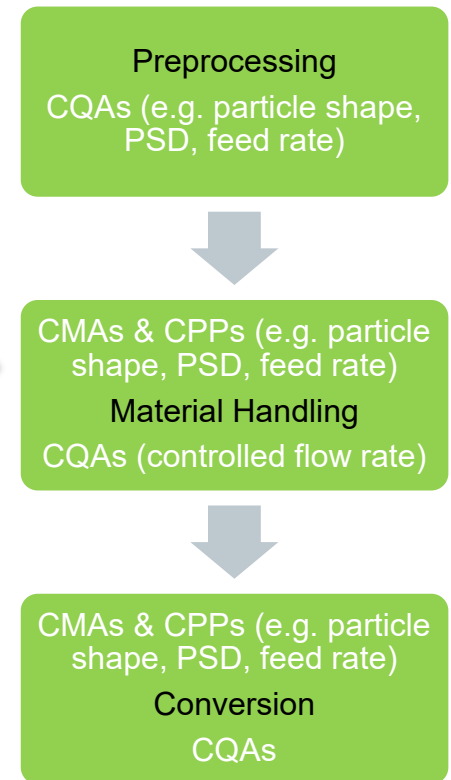 Preprocessing
CQAs (e.g. particle shape,
PSD, feed rate)
CMAs & CPPs (e.g. particle
shape, PSD, feed rate)
Material Handling
CQAs (controlled flow rate)
CMAs & CPPs (e.g. particle
shape, PSD, feed rate)
Conversion
CQAs